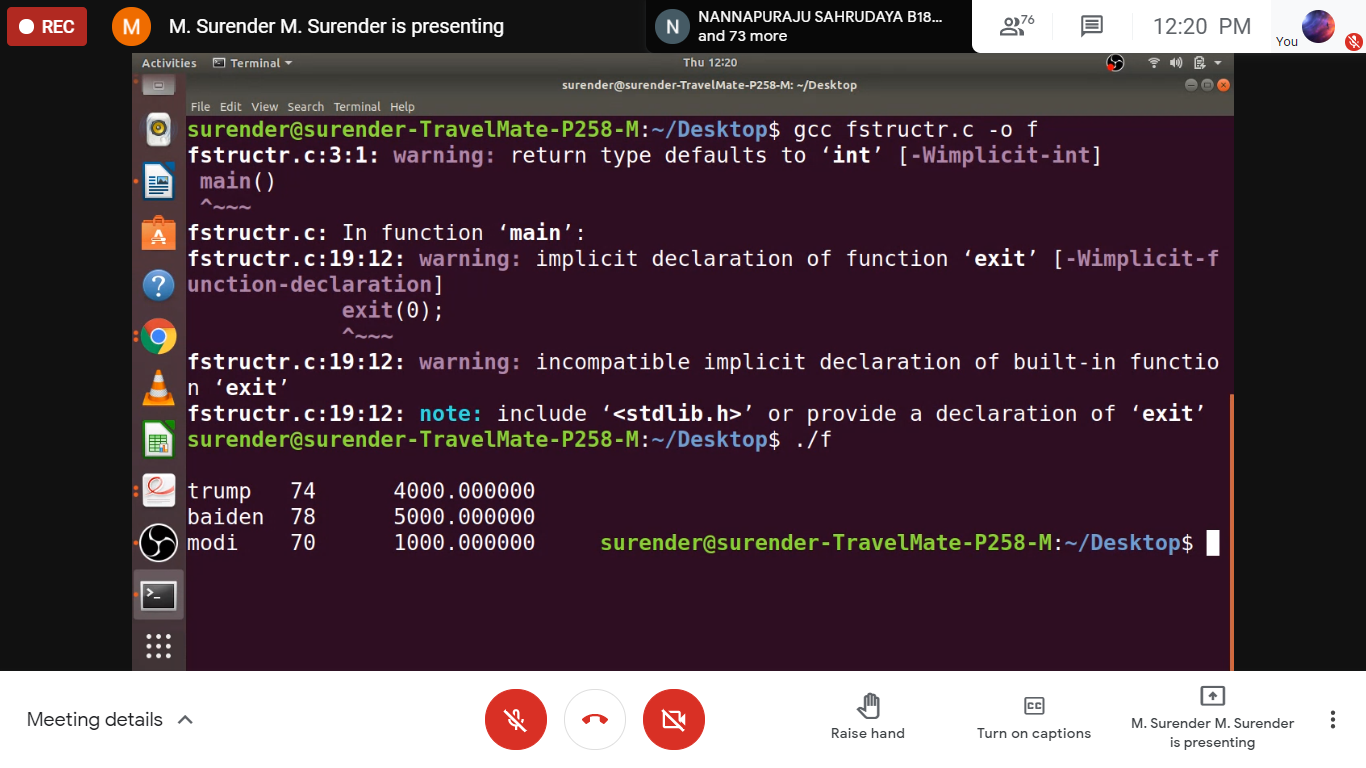 REC
M
M. Surender M. Surender is presenting
N
NANNAPURAJU SAHRUDAYA B18...
and 73 more
76
12:20 PM
You
Activities
Terminal
Thu 12:20
surender@surender-TravelMate-P258-M: ~/Desktop
File Edit View Search Terminal Help
surender@surender-TravelMate-P258-M:~/Desktop$ gcc fstructr.c -o f
fstructr.c:3:1: warning: return type defaults to ‘int’ [-Wimplicit-int]
main()
^~~~
fstructr.c: In function ‘main’:
fstructr.c:19:12: warning: implicit declaration of function ‘exit’ [-Wimplicit-f
unction-declaration]
exit(0);
^~~~
fstructr.c:19:12: warning: incompatible implicit declaration of built-in functio
n ‘exit’
fstructr.c:19:12: note: include ‘<stdlib.h>’ or provide a declaration of ‘exit’
surender@surender-TravelMate-P258-M:~/Desktop$ ./f
trump 74 4000.000000
baiden 78 5000.000000
modi 70 1000.000000 surender@surender-TravelMate-P258-M:~/Desktop$
Meeting details
Raise hand
CC
Turn on captions
M. Surender M. Surender
is presenting